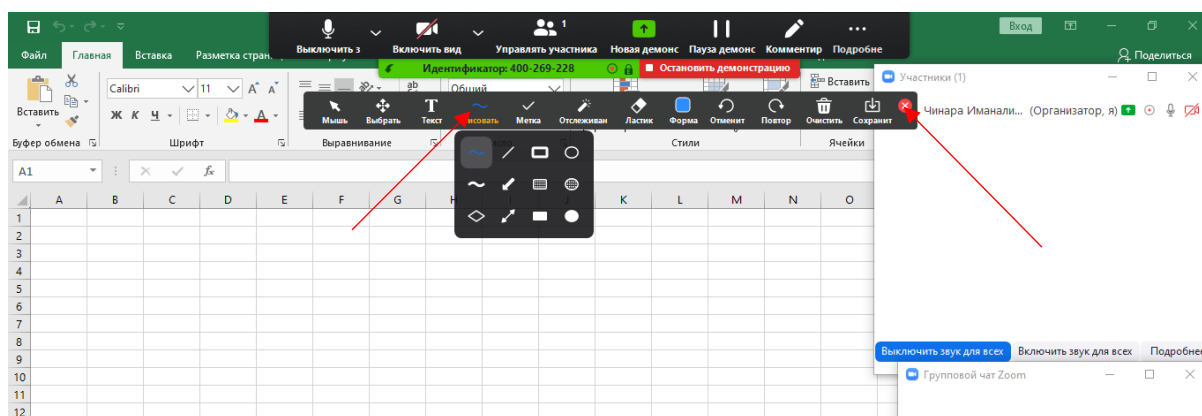 Вход
Файл Главная Вставка Разметка стран
Выключить з Включить вид Управлять участника 1 Новая демонс Пауза демонс Комментир Подробне
Поделиться
Идентификатор: 400-269-228 Остановить демонстрацию
Участники (1)
Вставить Calibri 11 A A Общий Вставить
Ж К Ч А
Мышь Выбрать Текст Рисовать Метка Отслеживан Ластик Форма Отменит Повтор Очистить Сохранит
Чинара Иманали... (Организатор, я)
Буфер обмена Шрифт Выравнивание Стили Ячейки
A1 fx
A B C D E F G H K L M N O
1
2
3
4
5
6
7
8
9
10
11
12
Выключить звук для всех Включить звук для всех Подробнее
Групповой чат Zoom